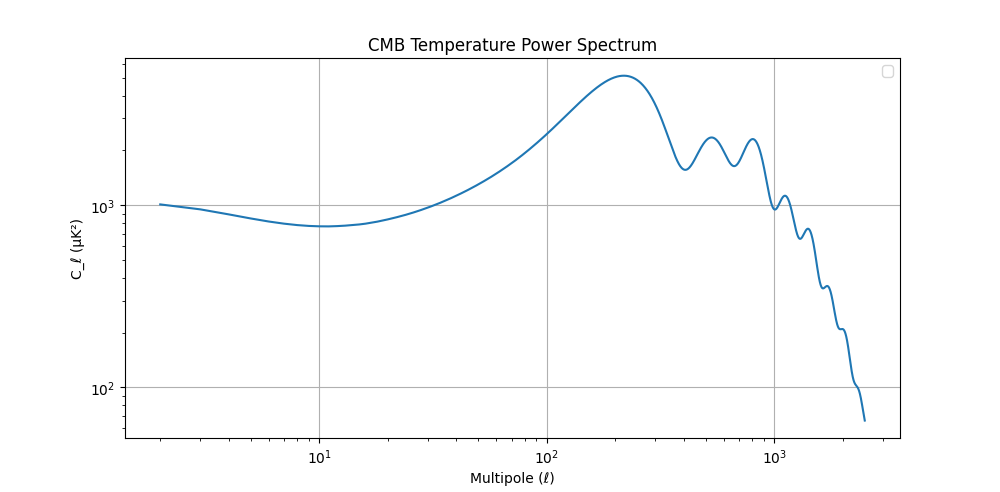 CMB Temperature Power Spectrum
C_ℓ (μK²)
10³
10²
10¹
10²
10³
Multipole (ℓ)